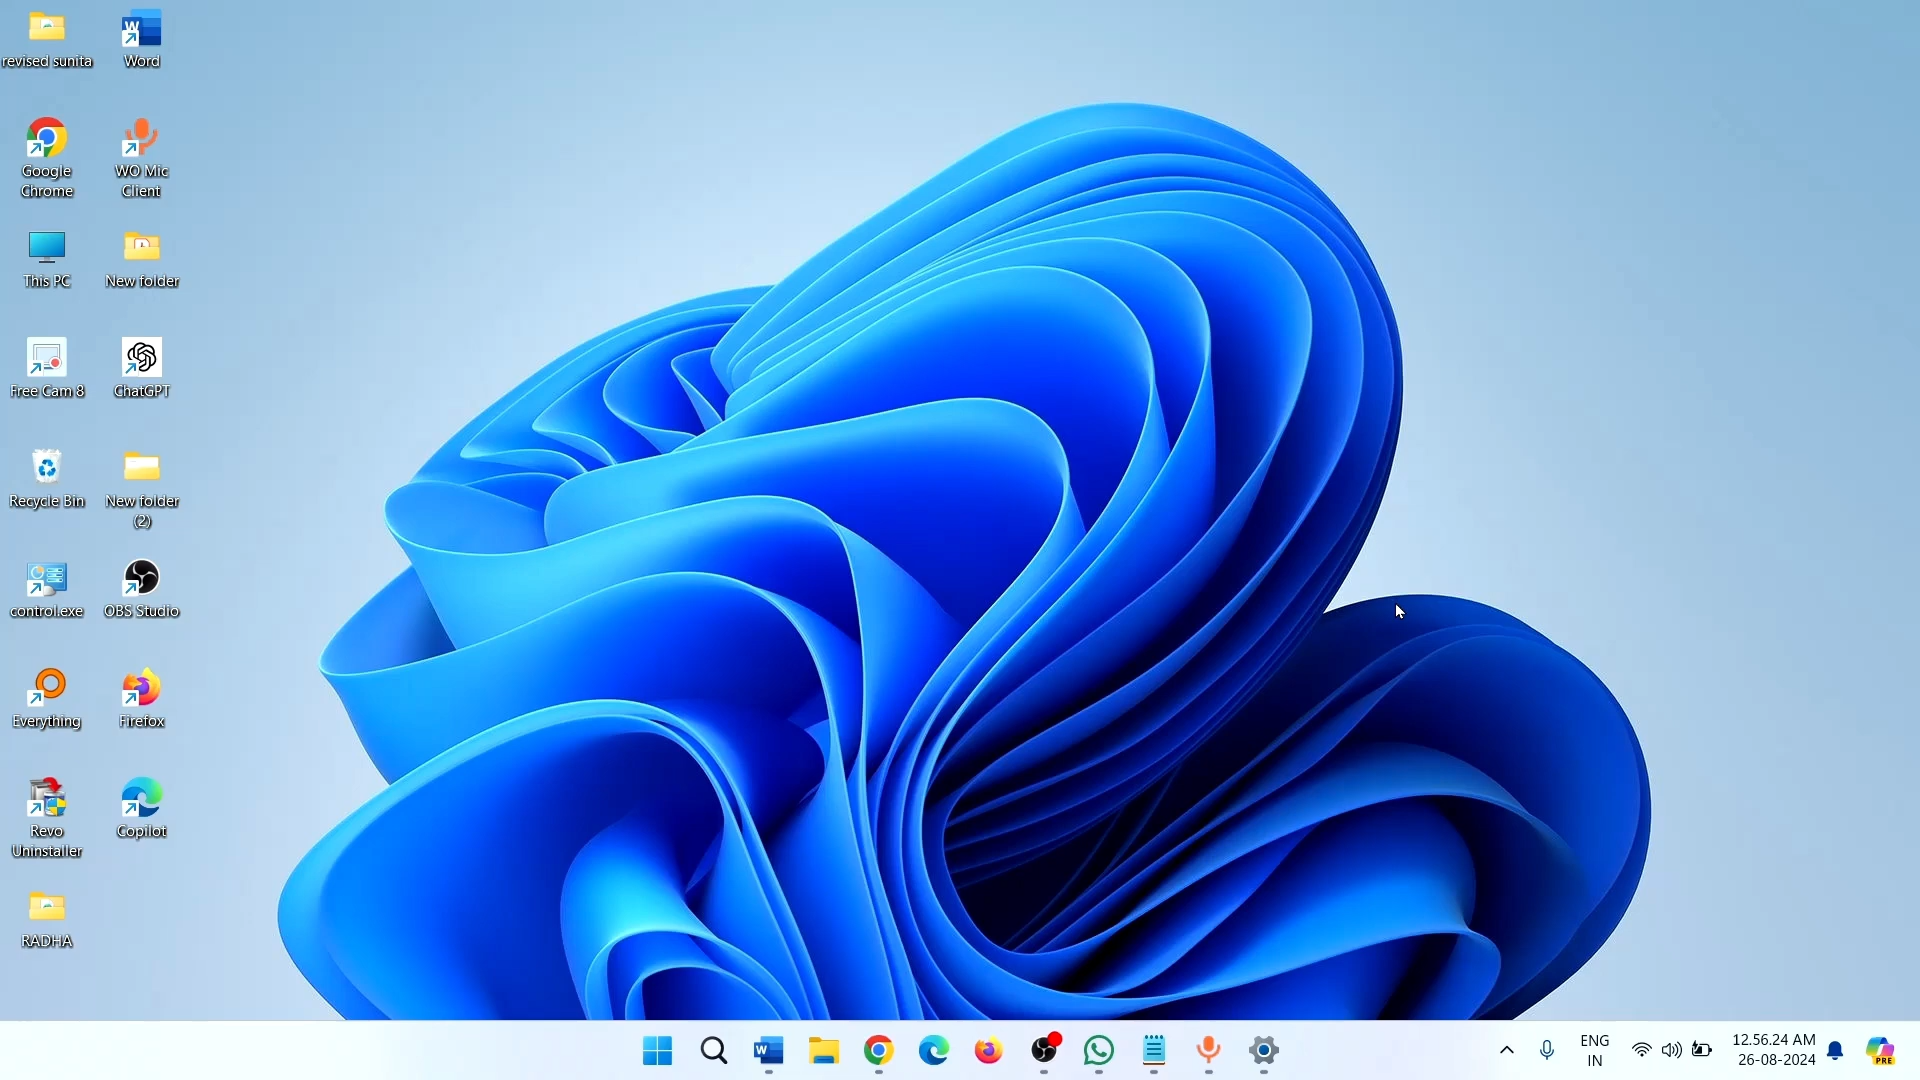 revised sunita
Word
Google
Chrome
WO Mic
Client
This PC
New folder
Free Cam 8
ChatGPT
Recycle Bin
New folder
(2)
control.exe
OBS Studio
Everything
Firefox
Revo
Uninstaller
Copilot
RADHA
ENG
IN
12.56.24 AM
26-08-2024
PRE